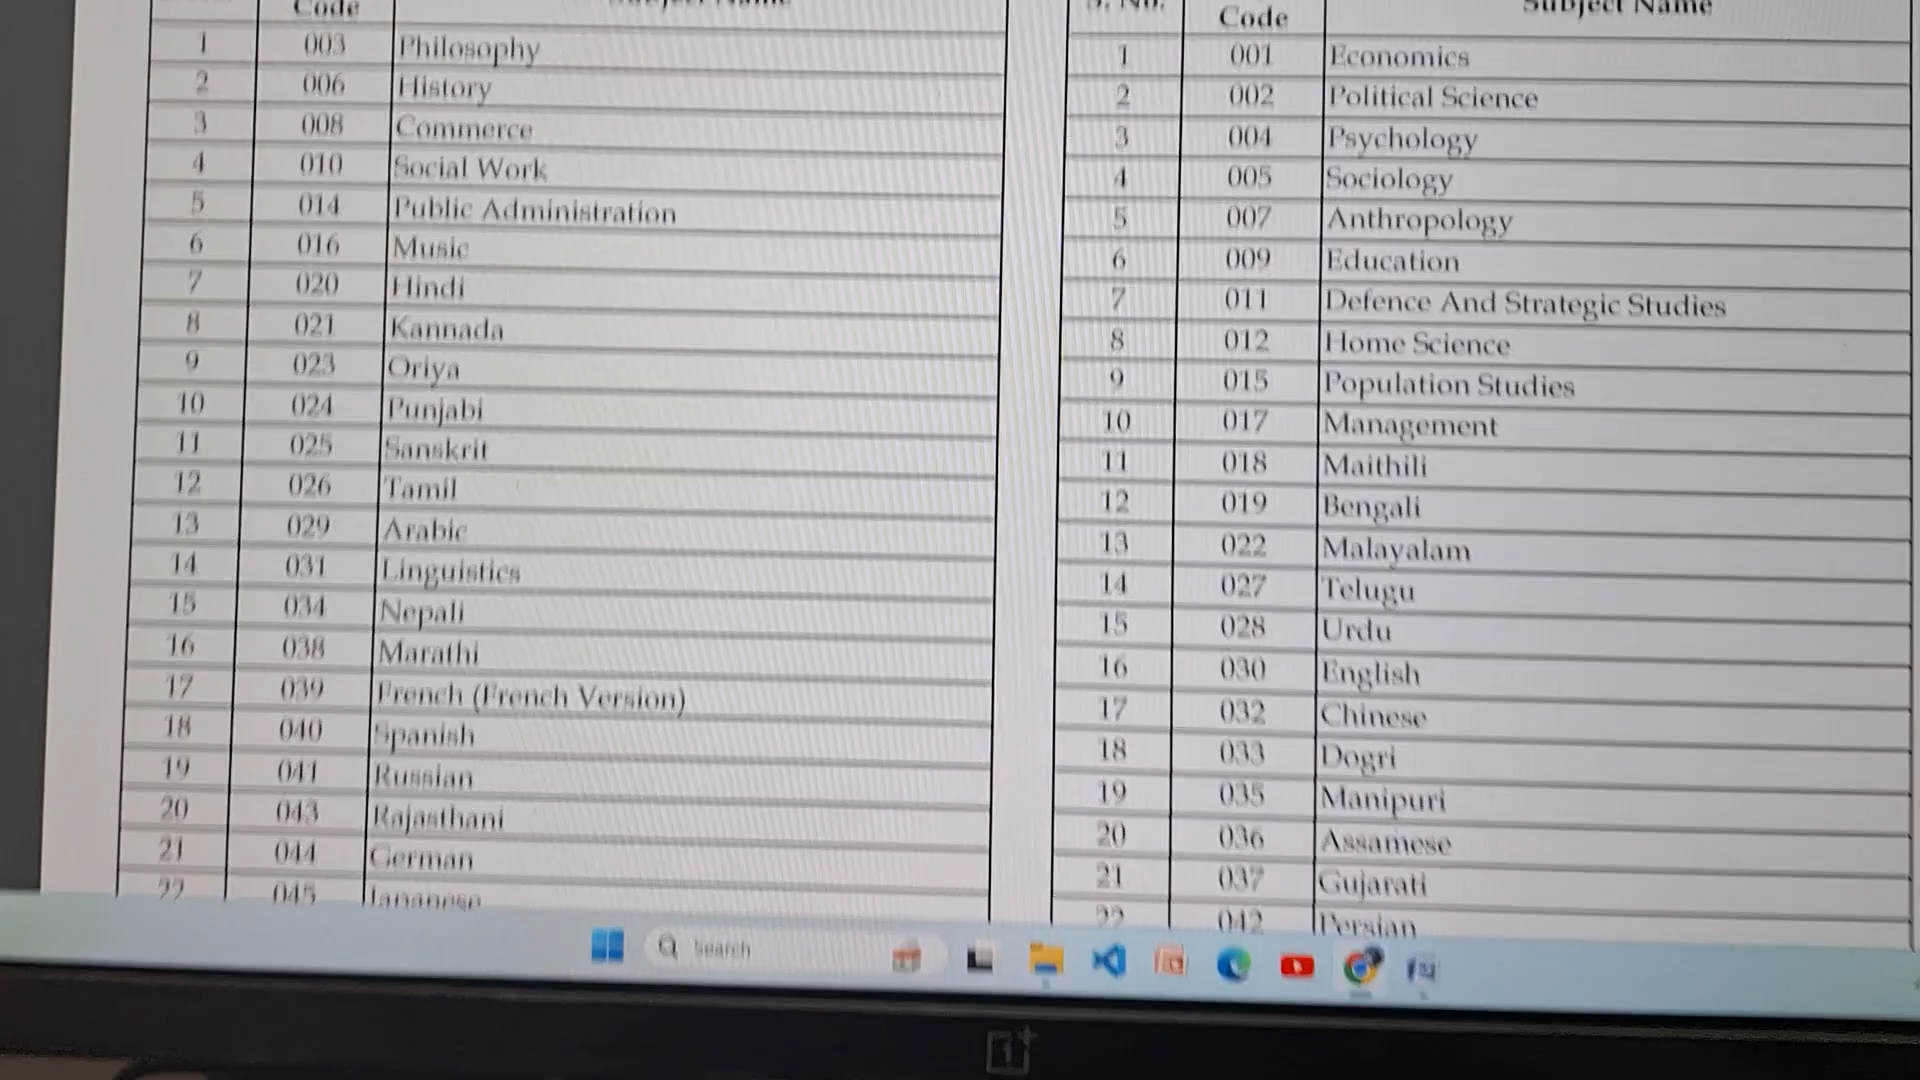 Code Subject Name
1 003 Philosophy
2 006 History
3 008 Commerce
4 010 Social Work
5 014 Public Administration
6 016 Music
7 020 Hindi
8 021 Kannada
9 023 Oriya
10 024 Punjabi
11 025 Sanskrit
12 026 Tamil
13 029 Arabic
14 031 Linguistics
15 034 Nepali
16 038 Marathi
17 039 French (French Version)
18 040 Spanish
19 041 Russian
20 043 Rajasthani
21 044 German
22 045 Japanese
S. No. Code Subject Name
1 001 Economics
2 002 Political Science
3 004 Psychology
4 005 Sociology
5 007 Anthropology
6 009 Education
7 011 Defence And Strategic Studies
8 012 Home Science
9 015 Population Studies
10 017 Management
11 018 Maithili
12 019 Bengali
13 022 Malayalam
14 027 Telugu
15 028 Urdu
16 030 English
17 032 Chinese
18 033 Dogri
19 035 Manipuri
20 036 Assamese
21 037 Gujarati
22 042 Persian
Search